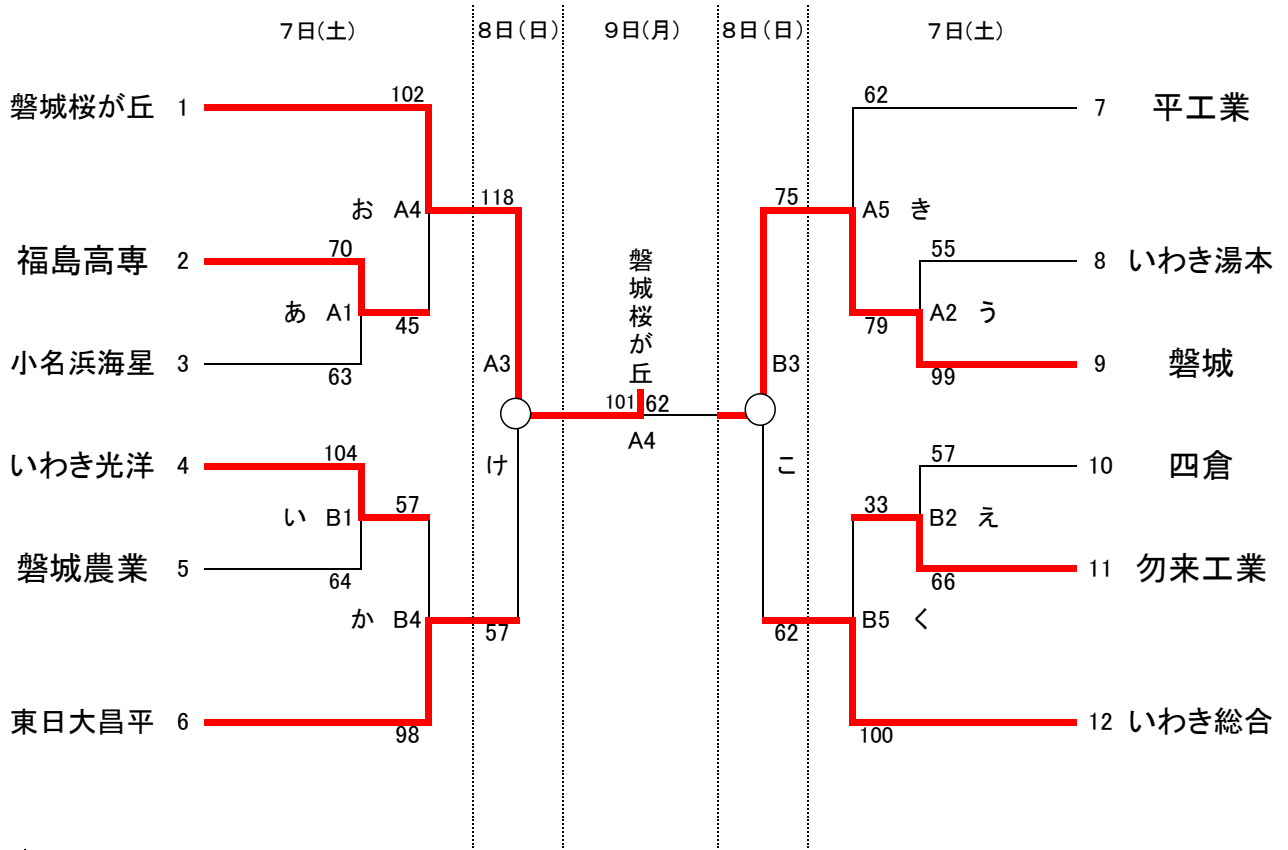 7日(土) 8日(日) 9日(月) 8日(日) 7日(土)
磐城桜が丘 1 102 62 7 平工業
お A4 118 75 A5 き
福島高専 2 70 55 8 いわき湯本
磐城桜が丘
あ A1 45 79 A2 う
小名浜海星 3 63 A3 B3 99 9 磐城
101 62
A4
いわき光洋 4 104 け こ 57 10 四倉
い B1 57 33 B2 え
磐城農業 5 64 66 11 勿来工業
か B4 57 62 B5 く
東日大昌平 6 98 100 12 いわき総合